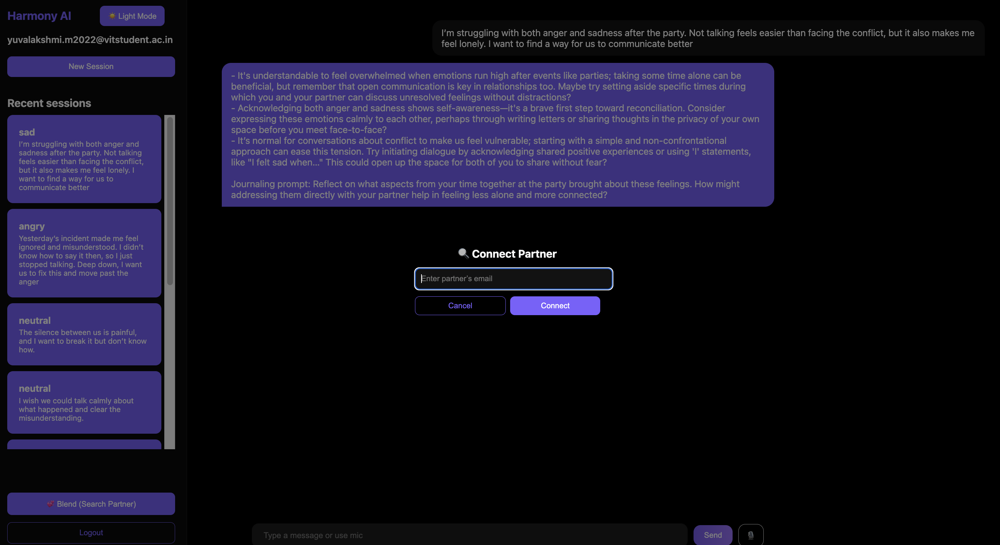 Harmony AI
☀️ Light Mode
yuvalakshmi.m2022@vitstudent.ac.in
New Session
Recent sessions
sad
I’m struggling with both anger and
sadness after the party. Not talking
feels easier than facing the conflict,
but it also makes me feel lonely. I
want to find a way for us to
communicate better
angry
Yesterday’s incident made me feel
ignored and misunderstood. I didn’t
know how to say it then, so I just
stopped talking. Deep down, I want
us to fix this and move past the
anger
neutral
The silence between us is painful,
and I want to break it but don’t know
how.
neutral
I wish we could talk calmly about
what happened and clear the
misunderstanding.
💕 Blend (Search Partner)
Logout
I’m struggling with both anger and sadness after the party. Not talking feels easier than facing the conflict, but it also makes me
feel lonely. I want to find a way for us to communicate better
- It's understandable to feel overwhelmed when emotions run high after events like parties; taking some time alone can be
beneficial, but remember that open communication is key in relationships too. Maybe try setting aside specific times during
which you and your partner can discuss unresolved feelings without distractions?
- Acknowledging both anger and sadness shows self-awareness—it's a brave first step toward reconciliation. Consider
expressing these emotions calmly to each other, perhaps through writing letters or sharing thoughts in the privacy of your own
space before you meet face-to-face?
- It’s normal for conversations about conflict to make us feel vulnerable; starting with a simple and non-confrontational
approach can ease this tension. Try initiating dialogue by acknowledging shared positive experiences or using 'I' statements,
like "I felt sad when..." This could open up the space for both of you to share without fear?
Journaling prompt: Reflect on what aspects from your time together at the party brought about these feelings. How might
addressing them directly with your partner help in feeling less alone and more connected?
🔍 Connect Partner
Enter partner's email
Cancel
Connect
Type a message or use mic
Send